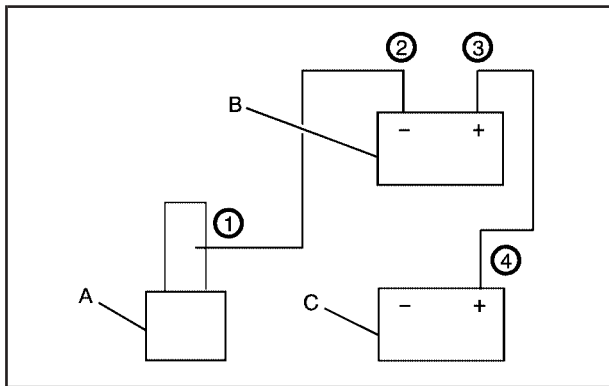 ② ③
B
− +
①
④
A
C
− +